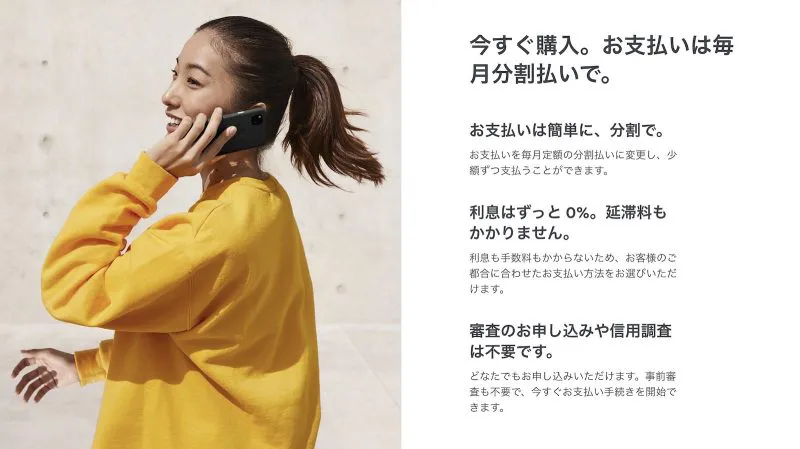 今すぐ購入。お支払いは毎
月分割払いで。
お支払いは簡単に、分割で。
お支払いを毎月定額の分割払いに変更し、少
額ずつ支払うことができます。
利息はずっと 0%。延滞料も
かかりません。
利息も手数料もかからないため、お客様のご
都合に合わせたお支払い方法をお選びいただ
けます。
審査のお申し込みや信用調査
は不要です。
どなたでもお申し込みいただけます。事前審
査も不要で、今すぐお支払い手続きを開始で
きます。